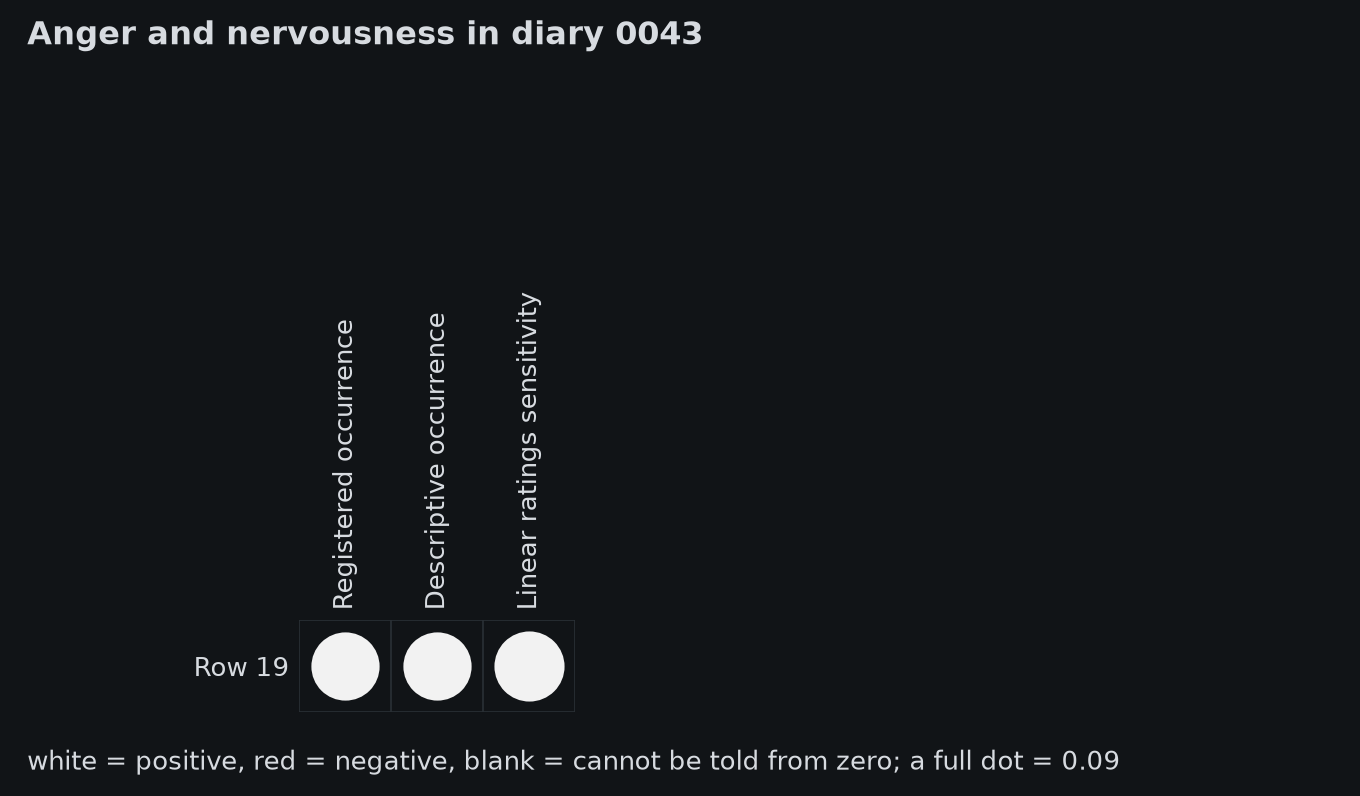 Anger and nervousness in diary 0043
Registered occurrence
Descriptive occurrence
Linear ratings sensitivity
Row 19
white = positive, red = negative, blank = cannot be told from zero; a full dot = 0.09